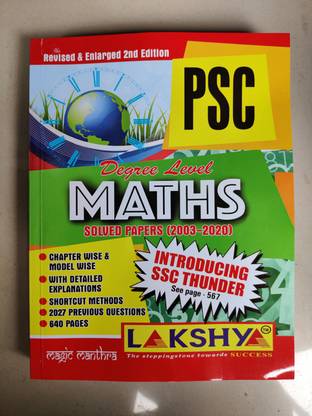 Revised & Enlarged 2nd Edition
PSC
Degree Level
MATHS
SOLVED PAPERS (2003-2020)
CHAPTER WISE &
MODEL WISE
WITH DETAILED
EXPLANATIONS
SHORTCUT METHODS
2027 PREVIOUS QUESTIONS
640 PAGES
INTRODUCING
SSC THUNDER
See page - 567
LAKSHYA
The steppingstone towards SUCCESS
magic manthra